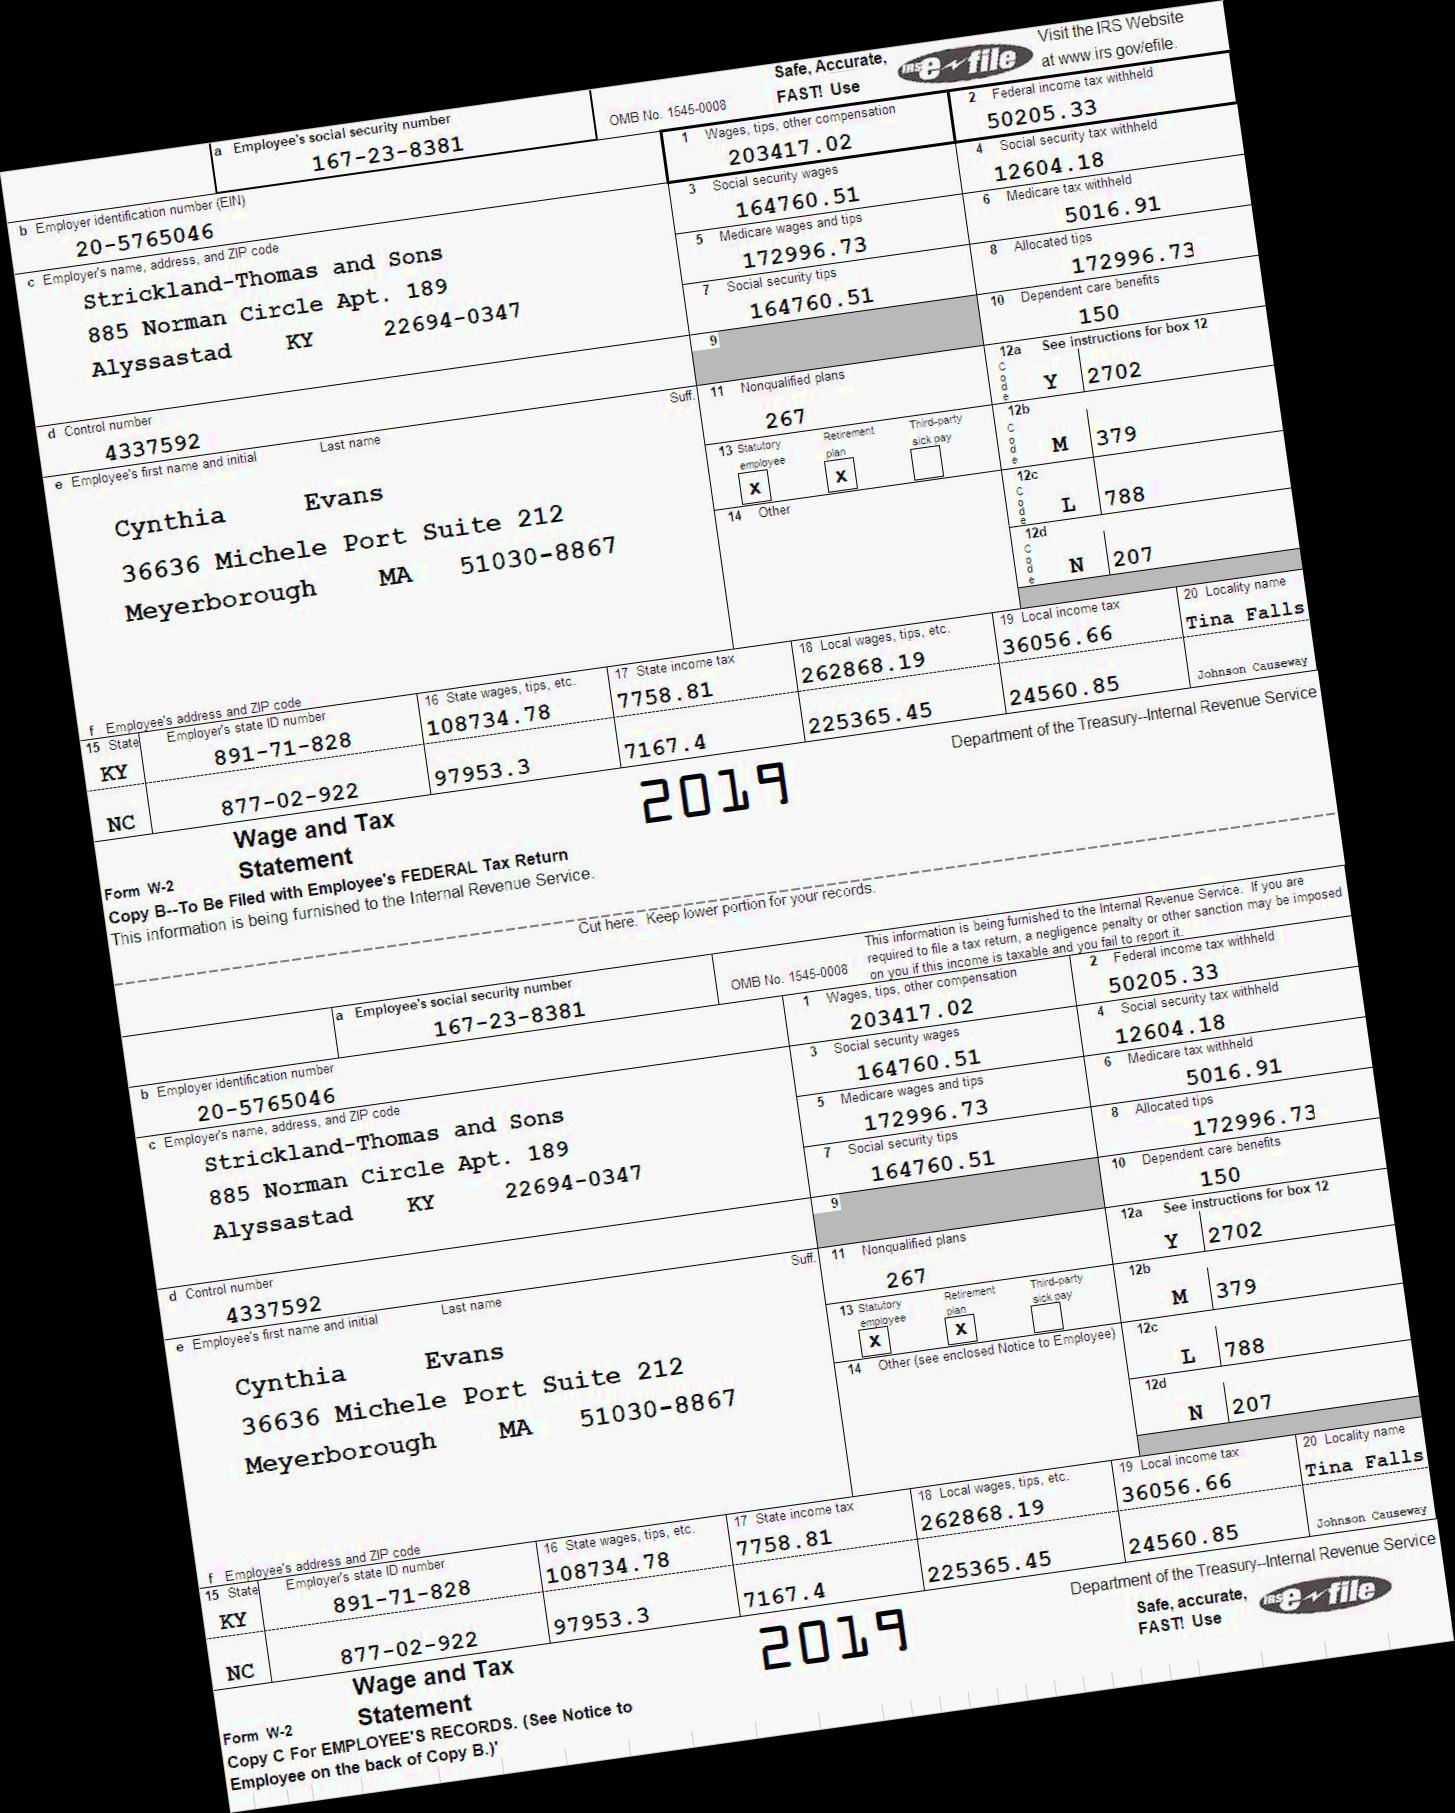 Safe, Accurate,
FAST! Use
IRS e-file
Visit the IRS Website
at www.irs.gov/efile.
a Employee's social security number
167-23-8381
OMB No. 1545-0008
1 Wages, tips, other compensation
203417.02
2 Federal income tax withheld
50205.33
b Employer identification number (EIN)
20-5765046
3 Social security wages
164760.51
4 Social security tax withheld
12604.18
c Employer's name, address, and ZIP code
Strickland-Thomas and Sons
885 Norman Circle Apt. 189
Alyssastad KY 22694-0347
5 Medicare wages and tips
172996.73
6 Medicare tax withheld
5016.91
7 Social security tips
164760.51
8 Allocated tips
172996.73
9
10 Dependent care benefits
150
d Control number
4337592
11 Nonqualified plans
267
12a See instructions for box 12
Code
Y 2702
e Employee's first name and initial Last name Suff.
Cynthia Evans
36636 Michele Port Suite 212
Meyerborough MA 51030-8867
13 Statutory employee Retirement plan Third-party sick pay
X X
12b
Code
M 379
14 Other
12c
Code
L 788
12d
Code
N 207
f Employee's address and ZIP code
15 State Employer's state ID number 16 State wages, tips, etc. 17 State income tax 18 Local wages, tips, etc. 19 Local income tax 20 Locality name
KY 891-71-828 108734.78 7758.81 262868.19 36056.66 Tina Falls
NC 877-02-922 97953.3 7167.4 225365.45 24560.85 Johnson Causeway
Form W-2
Wage and Tax
Statement
2019
Department of the Treasury--Internal Revenue Service
Copy B--To Be Filed with Employee's FEDERAL Tax Return
This information is being furnished to the Internal Revenue Service.
Cut here. Keep lower portion for your records.
This information is being furnished to the Internal Revenue Service. If you are
required to file a tax return, a negligence penalty or other sanction may be imposed
on you if this income is taxable and you fail to report it.
a Employee's social security number
167-23-8381
OMB No. 1545-0008
1 Wages, tips, other compensation
203417.02
2 Federal income tax withheld
50205.33
b Employer identification number
20-5765046
3 Social security wages
164760.51
4 Social security tax withheld
12604.18
c Employer's name, address, and ZIP code
Strickland-Thomas and Sons
885 Norman Circle Apt. 189
Alyssastad KY 22694-0347
5 Medicare wages and tips
172996.73
6 Medicare tax withheld
5016.91
7 Social security tips
164760.51
8 Allocated tips
172996.73
9
10 Dependent care benefits
150
d Control number
4337592
11 Nonqualified plans
267
12a See instructions for box 12
Y 2702
e Employee's first name and initial Last name Suff.
Cynthia Evans
36636 Michele Port Suite 212
Meyerborough MA 51030-8867
13 Statutory employee Retirement plan Third-party sick pay
X X
12b
M 379
14 Other (see enclosed Notice to Employee)
12c
L 788
12d
N 207
f Employee's address and ZIP code
15 State Employer's state ID number 16 State wages, tips, etc. 17 State income tax 18 Local wages, tips, etc. 19 Local income tax 20 Locality name
KY 891-71-828 108734.78 7758.81 262868.19 36056.66 Tina Falls
NC 877-02-922 97953.3 7167.4 225365.45 24560.85 Johnson Causeway
Form W-2
Wage and Tax
Statement
2019
Department of the Treasury--Internal Revenue Service
Safe, accurate,
FAST! Use
IRS e-file
Copy C For EMPLOYEE'S RECORDS. (See Notice to
Employee on the back of Copy B.)'